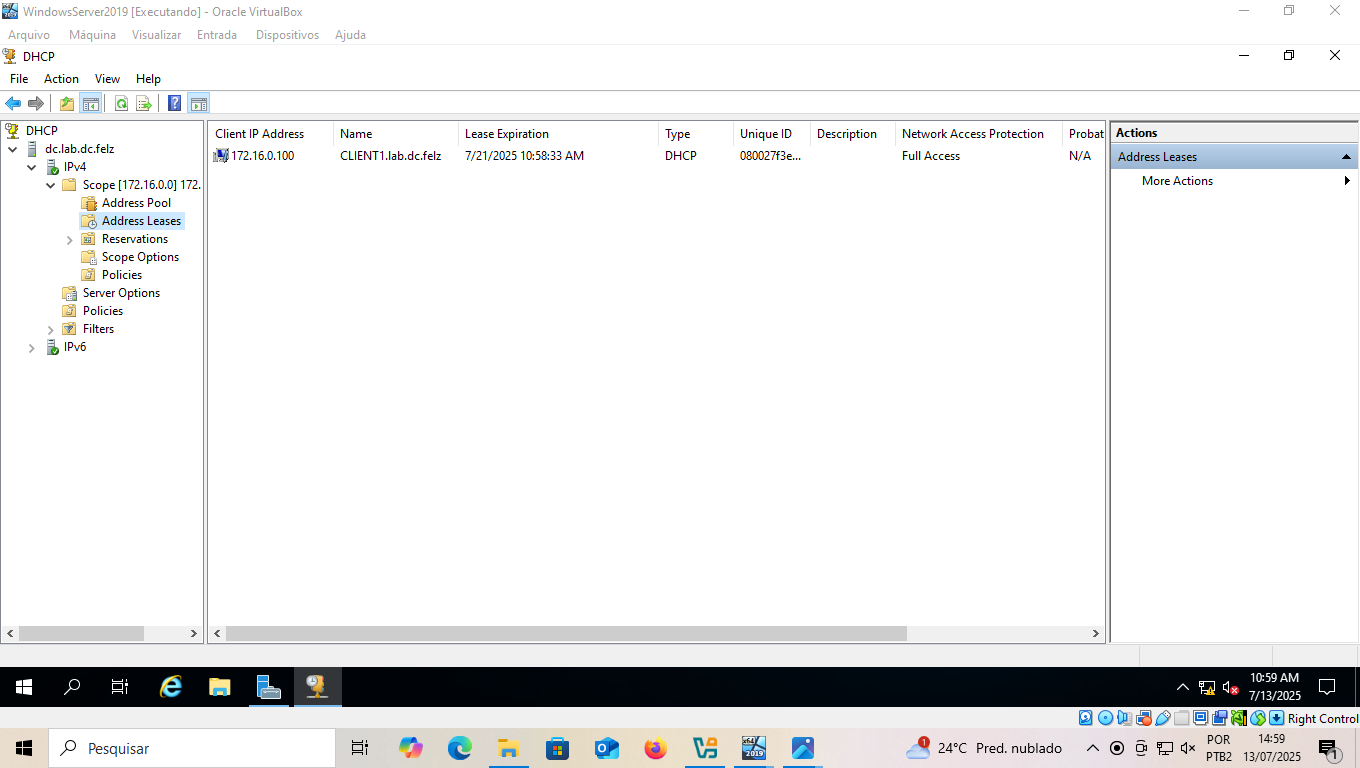 WindowsServer2019 [Executando] - Oracle VirtualBox
Arquivo Máquina Visualizar Entrada Dispositivos Ajuda
DHCP
File Action View Help
DHCP
dc.lab.dc.felz
IPv4
Scope [172.16.0.0] 172.
Address Pool
Address Leases
Reservations
Scope Options
Policies
Server Options
Policies
Filters
IPv6
Client IP Address Name Lease Expiration Type Unique ID Description Network Access Protection Probat
172.16.0.100 CLIENT1.lab.dc.felz 7/21/2025 10:58:33 AM DHCP 080027f3e... Full Access N/A
Actions
Address Leases
More Actions
10:59 AM
7/13/2025
Right Control
Pesquisar
24°C Pred. nublado
POR
PTB2
14:59
13/07/2025